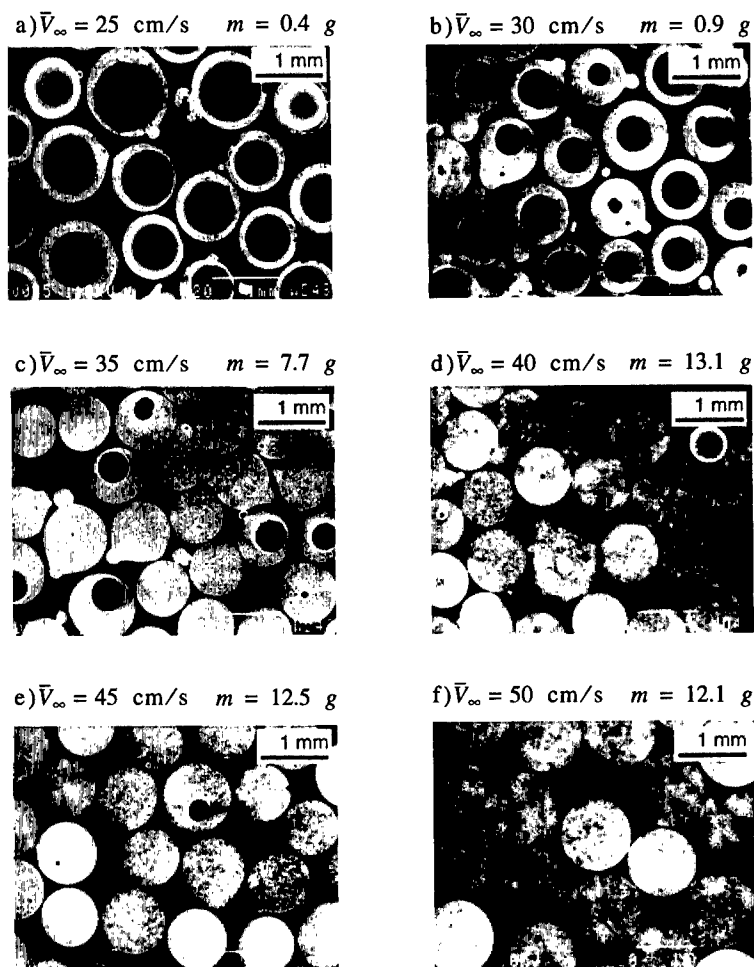 a) V̄∞ = 25 cm/s m = 0.4 g
1 mm
b) V̄∞ = 30 cm/s m = 0.9 g
1 mm
c) V̄∞ = 35 cm/s m = 7.7 g
1 mm
d) V̄∞ = 40 cm/s m = 13.1 g
1 mm
e) V̄∞ = 45 cm/s m = 12.5 g
1 mm
f) V̄∞ = 50 cm/s m = 12.1 g
1 mm